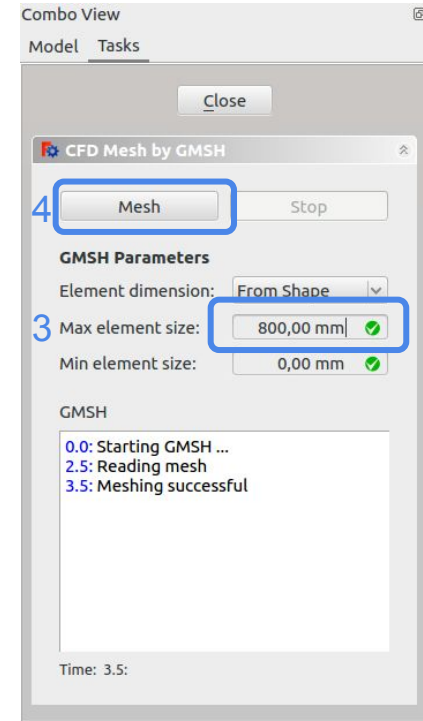 Combo View
Model Tasks
Close
CFD Mesh by GMSH
4 Mesh Stop
GMSH Parameters
Element dimension: From Shape
3 Max element size: 800,00 mm
Min element size: 0,00 mm
GMSH
0.0: Starting GMSH ...
2.5: Reading mesh
3.5: Meshing successful
Time: 3.5: